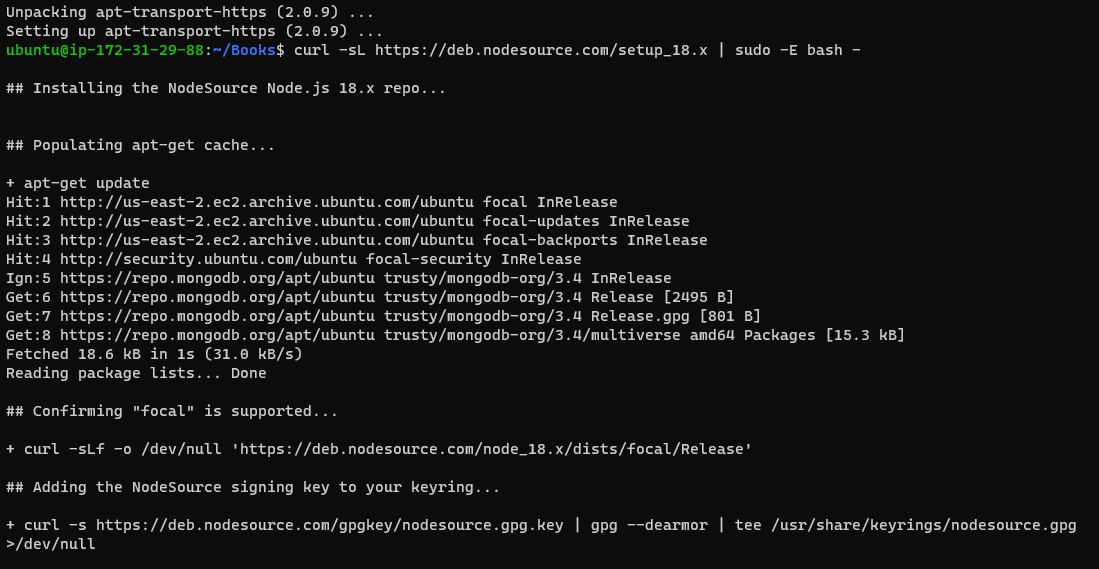 Unpacking apt-transport-https (2.0.9) ...
Setting up apt-transport-https (2.0.9) ...
ubuntu@ip-172-31-29-88:~/Books$ curl -sL https://deb.nodesource.com/setup_18.x | sudo -E bash -
## Installing the NodeSource Node.js 18.x repo...
## Populating apt-get cache...
+ apt-get update
Hit:1 http://us-east-2.ec2.archive.ubuntu.com/ubuntu focal InRelease
Hit:2 http://us-east-2.ec2.archive.ubuntu.com/ubuntu focal-updates InRelease
Hit:3 http://us-east-2.ec2.archive.ubuntu.com/ubuntu focal-backports InRelease
Hit:4 http://security.ubuntu.com/ubuntu focal-security InRelease
Ign:5 https://repo.mongodb.org/apt/ubuntu trusty/mongodb-org/3.4 InRelease
Get:6 https://repo.mongodb.org/apt/ubuntu trusty/mongodb-org/3.4 Release [2495 B]
Get:7 https://repo.mongodb.org/apt/ubuntu trusty/mongodb-org/3.4 Release.gpg [801 B]
Get:8 https://repo.mongodb.org/apt/ubuntu trusty/mongodb-org/3.4/multiverse amd64 Packages [15.3 kB]
Fetched 18.6 kB in 1s (31.0 kB/s)
Reading package lists... Done
## Confirming "focal" is supported...
+ curl -sLf -o /dev/null 'https://deb.nodesource.com/node_18.x/dists/focal/Release'
## Adding the NodeSource signing key to your keyring...
+ curl -s https://deb.nodesource.com/gpgkey/nodesource.gpg.key | gpg --dearmor | tee /usr/share/keyrings/nodesource.gpg
>/dev/null